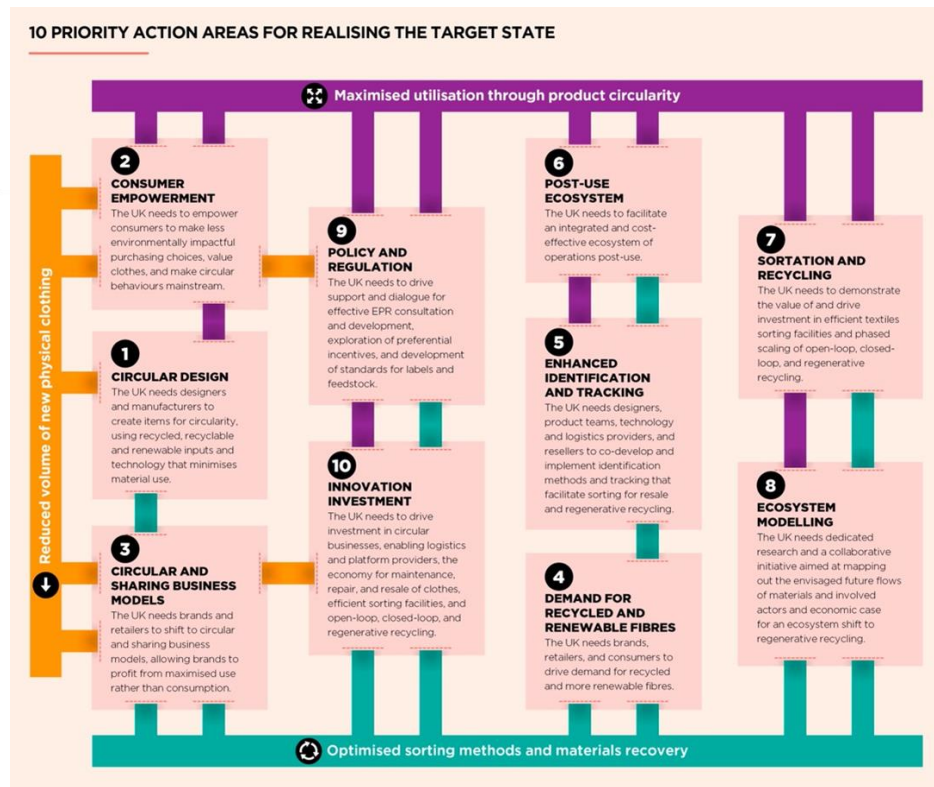 10 PRIORITY ACTION AREAS FOR REALISING THE TARGET STATE
Maximised utilisation through product circularity
Reduced volume of new physical clothing
2
CONSUMER
EMPOWERMENT
The UK needs to empower
consumers to make less
environmentally impactful
purchasing choices, value
clothes, and make circular
behaviours mainstream.
1
CIRCULAR DESIGN
The UK needs designers
and manufacturers to
create items for circularity,
using recycled, recyclable
and renewable inputs and
technology that minimises
material use.
3
CIRCULAR AND
SHARING BUSINESS
MODELS
The UK needs brands and
retailers to shift to circular
and sharing business
models, allowing brands to
profit from maximised use
rather than consumption.
9
POLICY AND
REGULATION
The UK needs to drive
support and dialogue for
effective EPR consultation
and development,
exploration of preferential
incentives, and development
of standards for labels and
feedstock.
10
INNOVATION
INVESTMENT
The UK needs to drive
investment in circular
businesses, enabling logistics
and platform providers, the
economy for maintenance,
repair, and resale of clothes,
efficient sorting facilities, and
open-loop, closed-loop, and
regenerative recycling.
6
POST-USE
ECOSYSTEM
The UK needs to facilitate
an integrated and cost-
effective ecosystem of
operations post-use.
5
ENHANCED
IDENTIFICATION
AND TRACKING
The UK needs designers,
product teams, technology
and logistics providers, and
resellers to co-develop and
implement identification
methods and tracking that
facilitate sorting for resale
and regenerative recycling.
4
DEMAND FOR
RECYCLED AND
RENEWABLE FIBRES
The UK needs brands,
retailers, and consumers to
drive demand for recycled
and more renewable fibres.
7
SORTATION AND
RECYCLING
The UK needs to demonstrate
the value of and drive
investment in efficient textiles
sorting facilities and phased
scaling of open-loop, closed-
loop, and regenerative
recycling.
8
ECOSYSTEM
MODELLING
The UK needs dedicated
research and a collaborative
initiative aimed at mapping
out the envisaged future flows
of materials and involved
actors and economic case
for an ecosystem shift to
regenerative recycling.
Optimised sorting methods and materials recovery